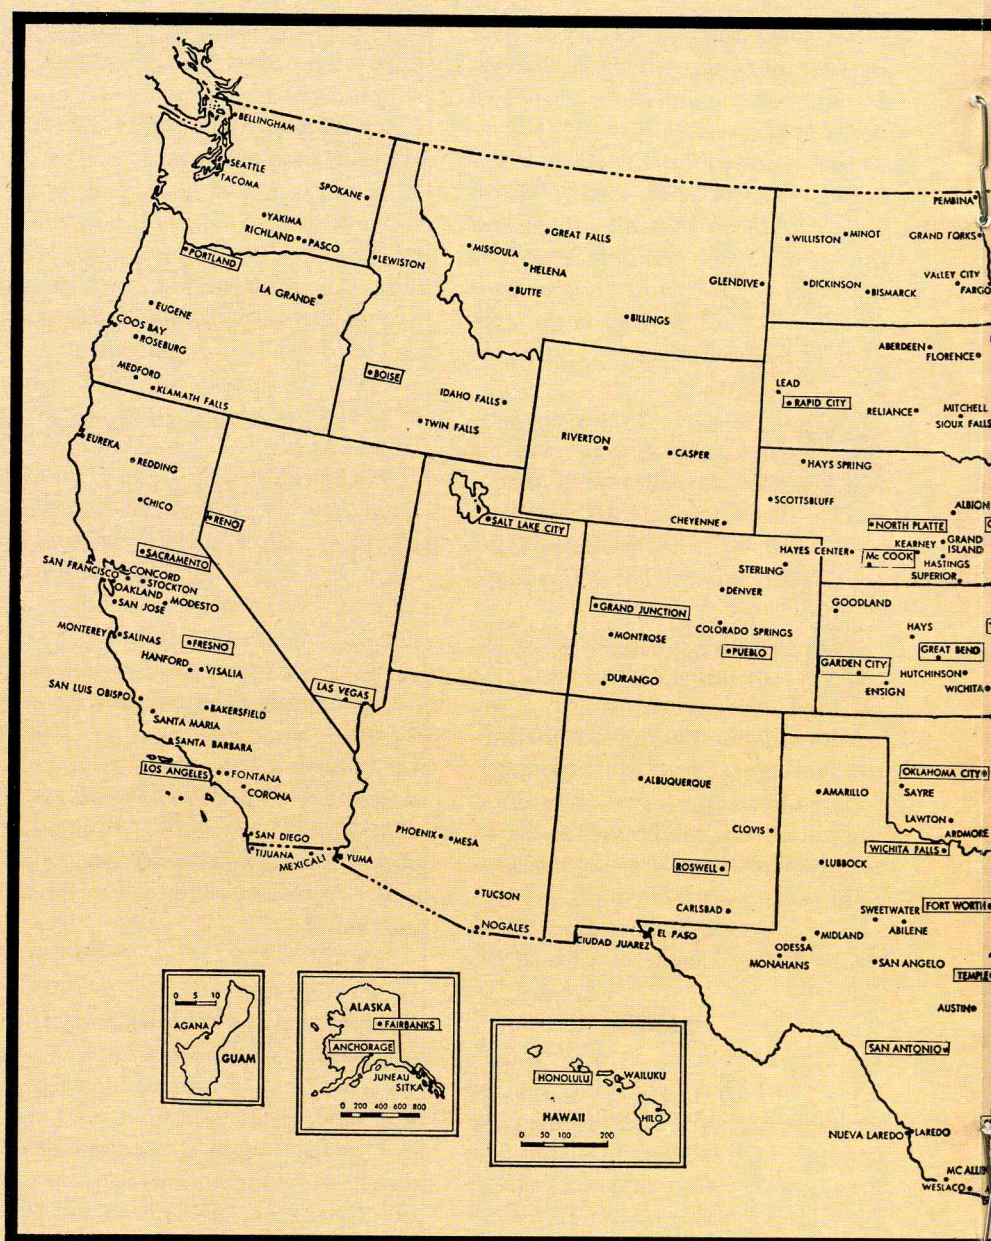 BELLINGHAM
SEATTLE
TACOMA
SPOKANE
YAKIMA
RICHLAND
PASCO
PORTLAND
LA GRANDE
EUGENE
COOS BAY
ROSEBURG
MEDFORD
KLAMATH FALLS
LEWISTON
BOISE
IDAHO FALLS
TWIN FALLS
MISSOULA
GREAT FALLS
HELENA
BUTTE
GLENDIVE
BILLINGS
RIVERTON
CASPER
CHEYENNE
PEMBINA
WILLISTON
MINOT
GRAND FORKS
DICKINSON
BISMARCK
VALLEY CITY
FARGO
ABERDEEN
FLORENCE
LEAD
RAPID CITY
RELIANCE
MITCHELL
SIOUX FALLS
HAYS SPRING
SCOTTSBLUFF
ALBION
NORTH PLATTE
KEARNEY
GRAND
ISLAND
HAYES CENTER
Mc COOK
HASTINGS
SUPERIOR
EUREKA
REDDING
CHICO
RENO
SACRAMENTO
SAN FRANCISCO
CONCORD
STOCKTON
OAKLAND
MODESTO
SAN JOSE
MONTEREY
SALINAS
FRESNO
HANFORD
VISALIA
SAN LUIS OBISPO
BAKERSFIELD
SANTA MARIA
SANTA BARBARA
LOS ANGELES
FONTANA
CORONA
SAN DIEGO
TIJUANA
MEXICALI
YUMA
LAS VEGAS
SALT LAKE CITY
STERLING
DENVER
GRAND JUNCTION
COLORADO SPRINGS
MONTROSE
PUEBLO
DURANGO
GOODLAND
HAYS
GREAT BEND
GARDEN CITY
HUTCHINSON
ENSIGN
WICHITA
PHOENIX
MESA
TUCSON
NOGALES
ALBUQUERQUE
CLOVIS
ROSWELL
CARLSBAD
CIUDAD JUAREZ
EL PASO
OKLAHOMA CITY
SAYRE
LAWTON
ARDMORE
AMARILLO
WICHITA FALLS
LUBBOCK
SWEETWATER
FORT WORTH
ABILENE
ODESSA
MIDLAND
MONAHANS
SAN ANGELO
TEMPLE
AUSTIN
SAN ANTONIO
NUEVA LAREDO
LAREDO
WESLACO
0 5 10
AGANA
GUAM
ALASKA
FAIRBANKS
ANCHORAGE
JUNEAU
SITKA
0 200 400 600 800
HONOLULU
WAILUKU
HAWAII
HILO
0 50 100 200